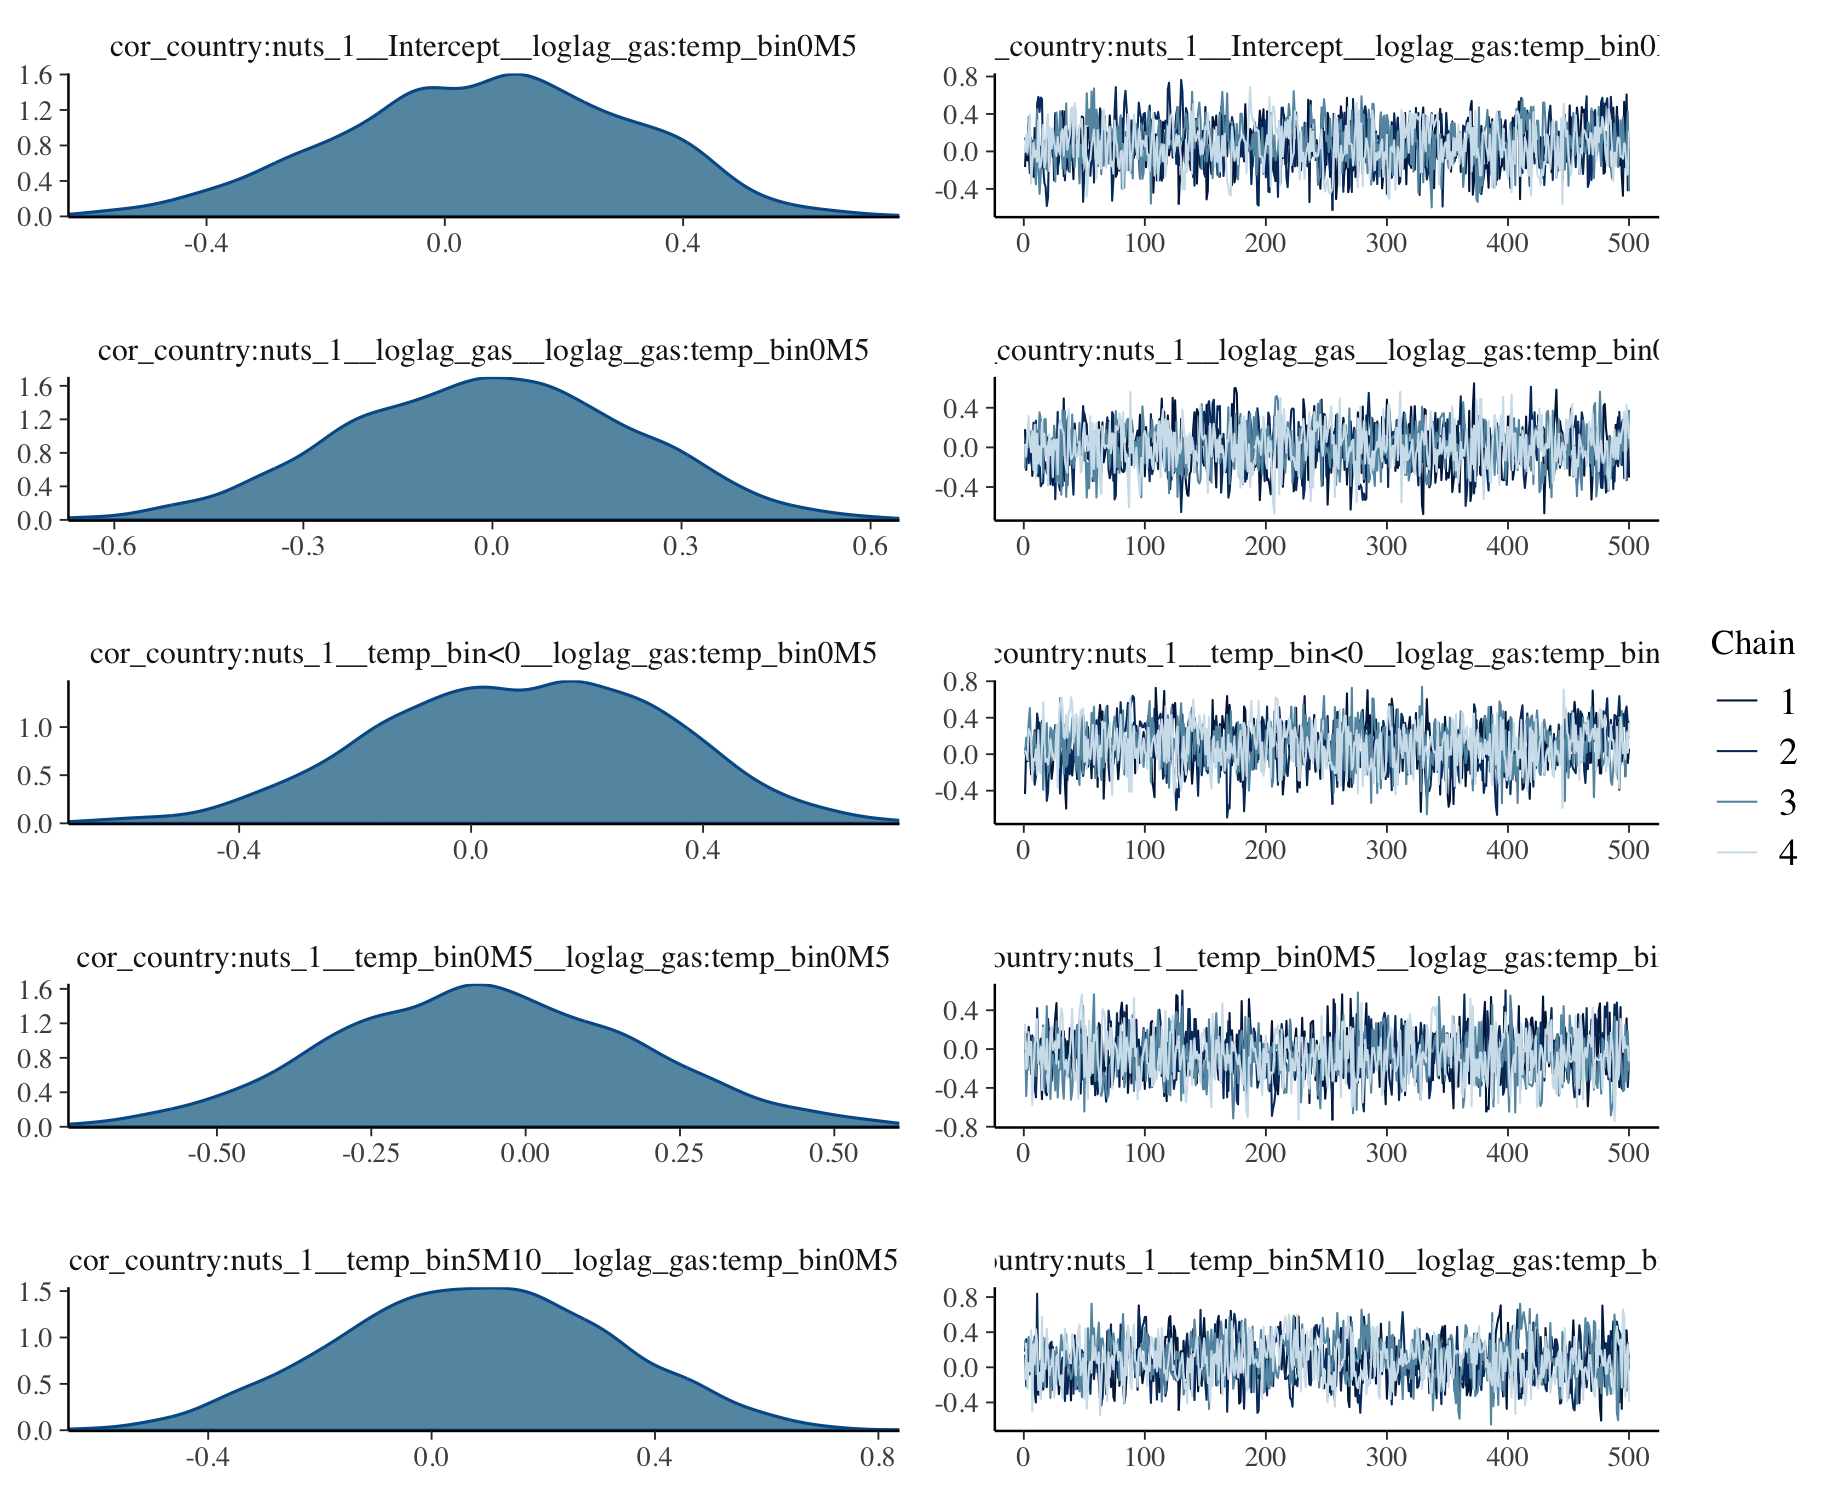 cor_country:nuts_1__Intercept__loglag_gas:temp_bin0M5
1.6
1.2
0.8
0.4
0.0
-0.4 0.0 0.4
_country:nuts_1__Intercept__loglag_gas:temp_bin0
0.8
0.4
0.0
-0.4
0 100 200 300 400 500
cor_country:nuts_1__loglag_gas__loglag_gas:temp_bin0M5
1.6
1.2
0.8
0.4
0.0
-0.6 -0.3 0.0 0.3 0.6
country:nuts_1__loglag_gas__loglag_gas:temp_bin0
0.4
0.0
-0.4
0 100 200 300 400 500
cor_country:nuts_1__temp_bin<0__loglag_gas:temp_bin0M5
1.0
0.5
0.0
-0.4 0.0 0.4
country:nuts_1__temp_bin<0__loglag_gas:temp_bin
0.8
0.4
0.0
-0.4
0 100 200 300 400 500
cor_country:nuts_1__temp_bin0M5__loglag_gas:temp_bin0M5
1.6
1.2
0.8
0.4
0.0
-0.50 -0.25 0.00 0.25 0.50
ountry:nuts_1__temp_bin0M5__loglag_gas:temp_bi
0.4
0.0
-0.4
-0.8
0 100 200 300 400 500
cor_country:nuts_1__temp_bin5M10__loglag_gas:temp_bin0M5
1.5
1.0
0.5
0.0
-0.4 0.0 0.4 0.8
ountry:nuts_1__temp_bin5M10__loglag_gas:temp_b
0.8
0.4
0.0
-0.4
0 100 200 300 400 500
Chain
1
2
3
4